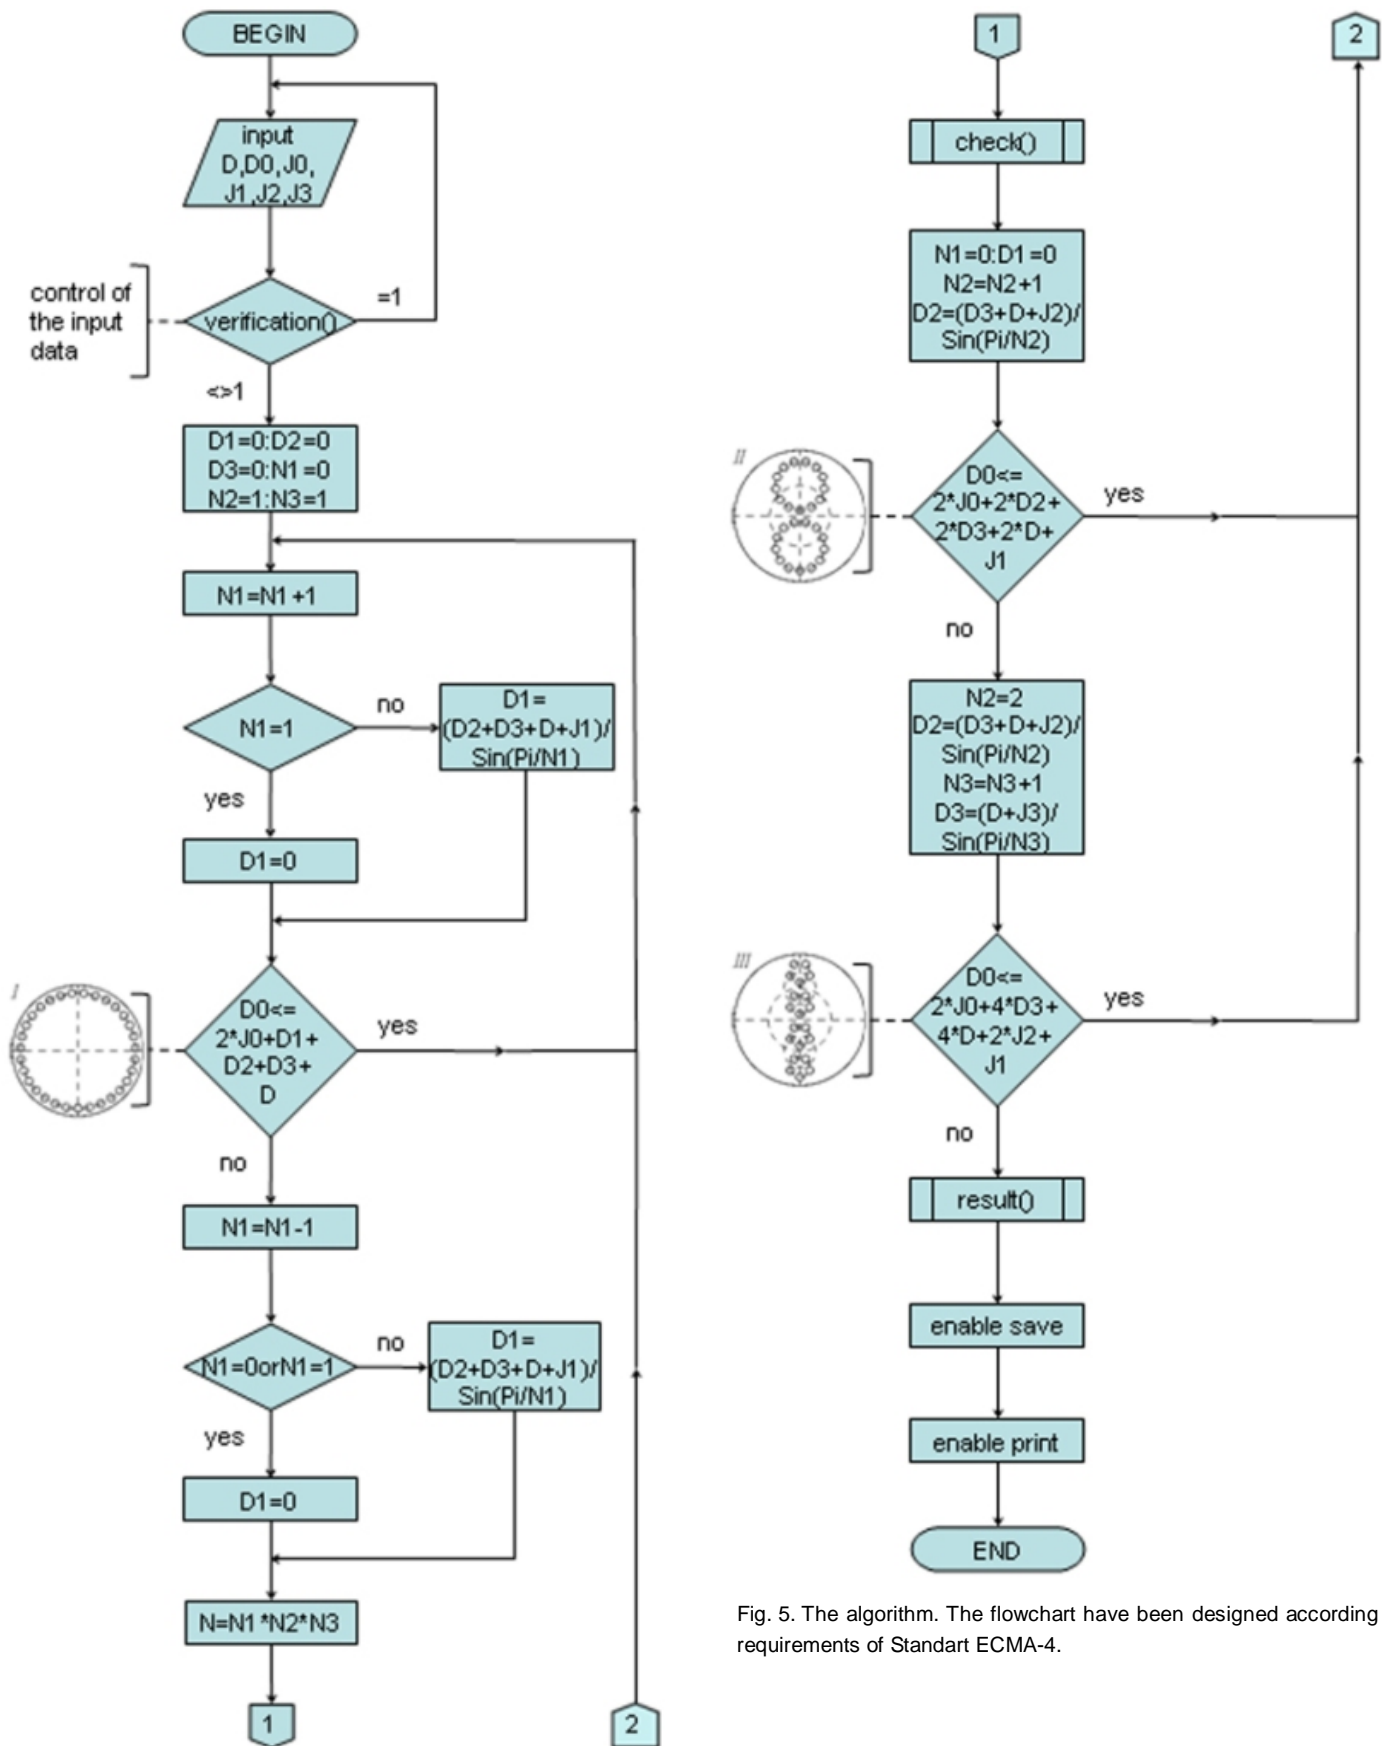 BEGIN
input
D,D0,J0,
J1,J2,J3
control of
the input
data
verification()
=1
<>1
D1=0:D2=0
D3=0:N1=0
N2=1:N3=1
N1=N1+1
N1=1
no
D1=
(D2+D3+D+J1)/
Sin(Pi/N1)
yes
D1=0
I
D0<=
2*J0+D1+
D2+D3+
D
yes
no
N1=N1-1
N1=0orN1=1
no
D1=
(D2+D3+D+J1)/
Sin(Pi/N1)
yes
D1=0
N=N1*N2*N3
1
2
1
2
check()
N1=0:D1=0
N2=N2+1
D2=(D3+D+J2)/
Sin(Pi/N2)
II
D0<=
2*J0+2*D2+
2*D3+2*D+
J1
yes
no
N2=2
D2=(D3+D+J2)/
Sin(Pi/N2)
N3=N3+1
D3=(D+J3)/
Sin(Pi/N3)
III
D0<=
2*J0+4*D3+
4*D+2*J2+
J1
yes
no
result()
enable save
enable print
END
Fig. 5. The algorithm. The flowchart have been designed according
requirements of Standart ECMA-4.